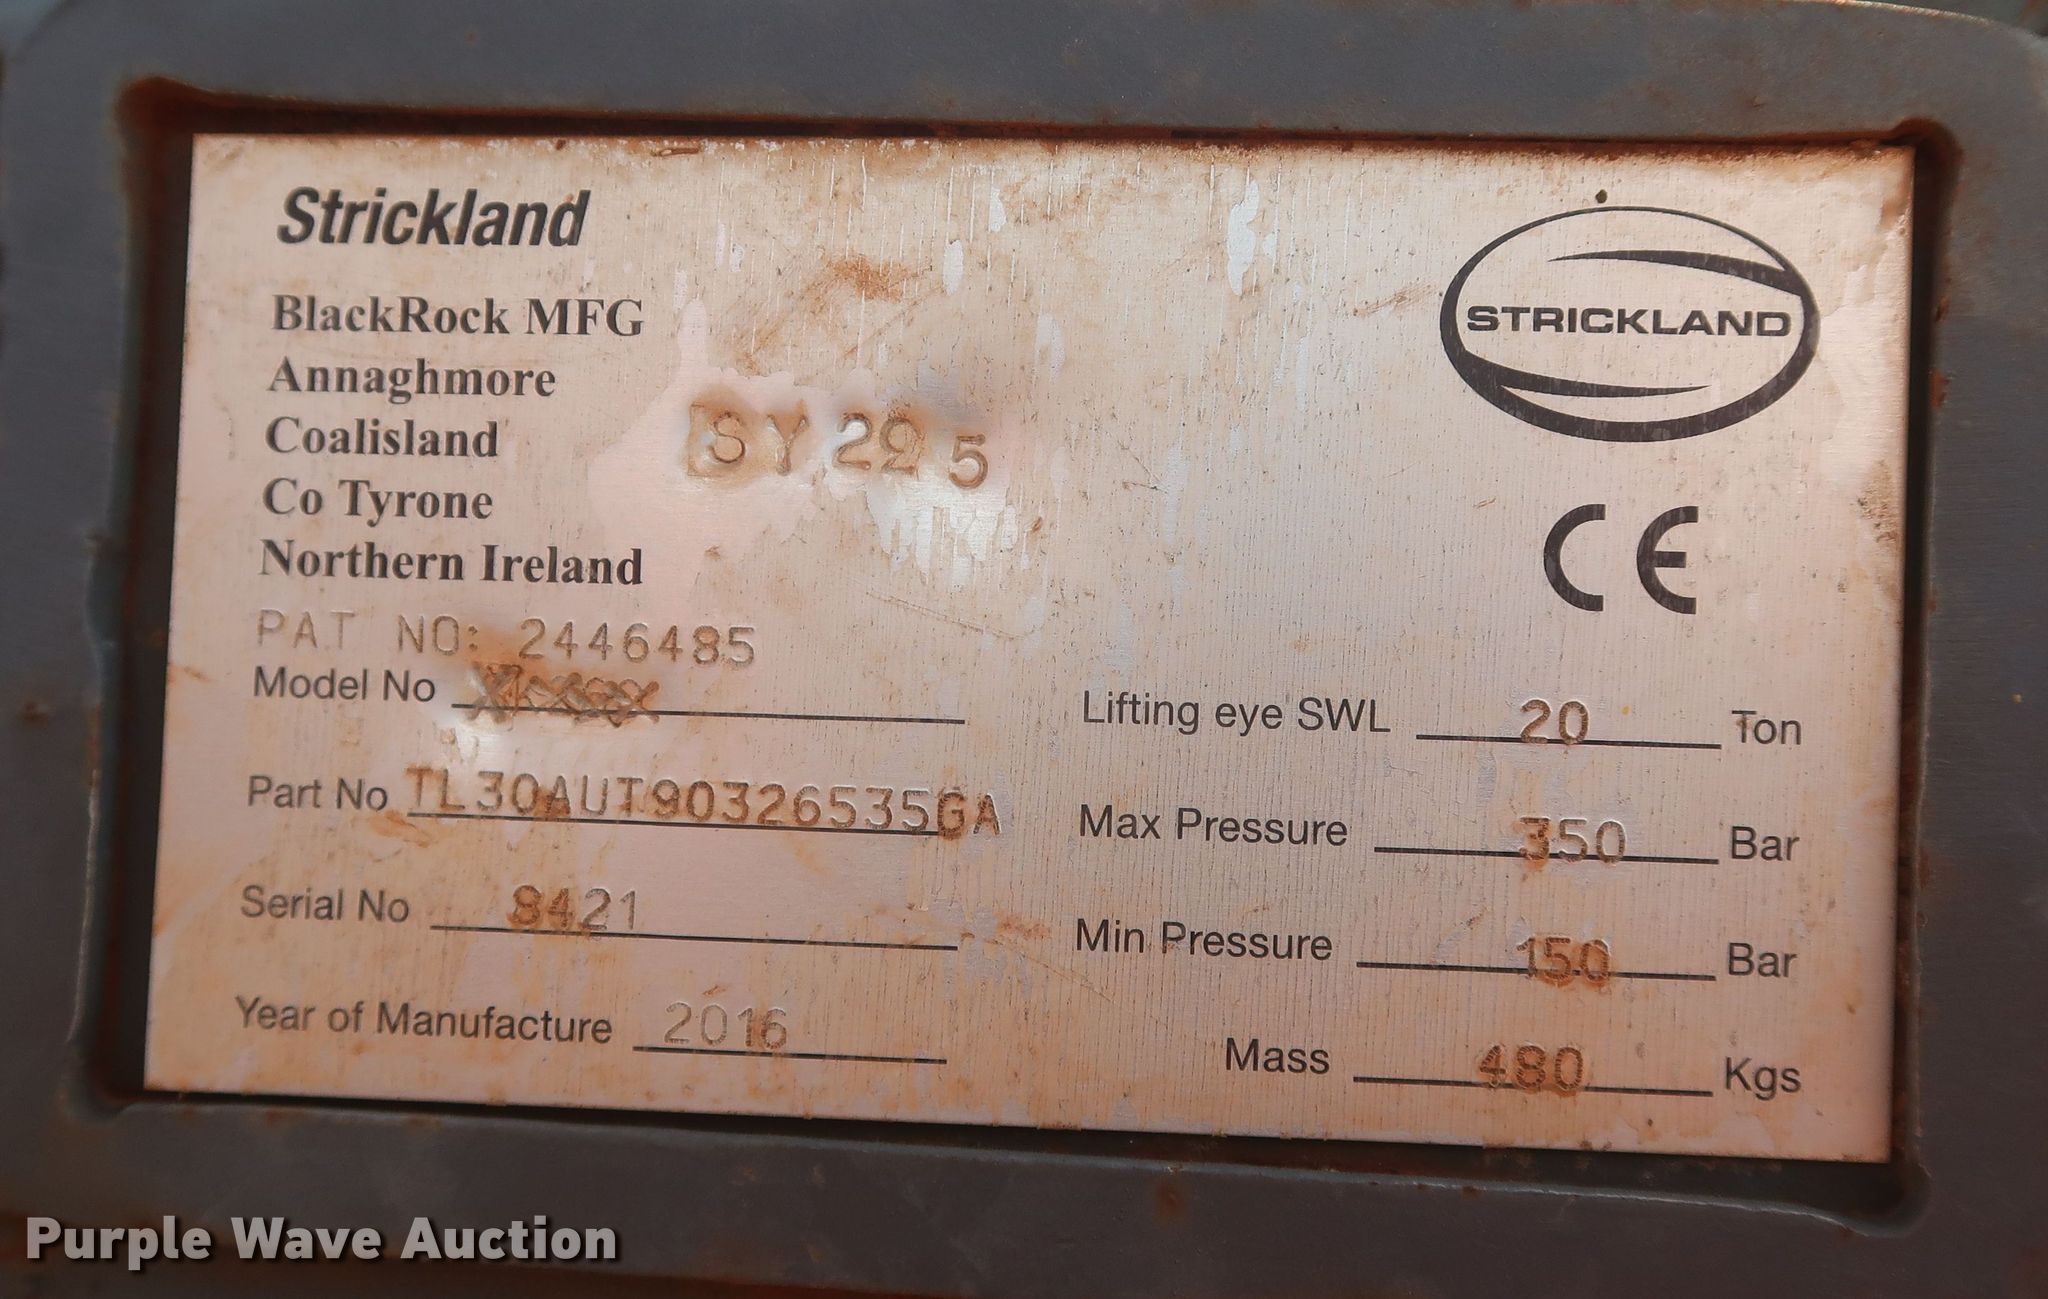 Strickland
STRICKLAND
BlackRock MFG
Annaghmore
Coalisland
SY
5
Co Tyrone
CE
Northern Ireland
PAT NO: 2446485
Model No
Lifting eye SWL 20 Ton
Part No TL30AUT90326535GA
Max Pressure 350 Bar
Serial No 8421
Min Pressure 150 Bar
Year of Manufacture 2016
Mass 480 Kgs
Purple Wave Auction